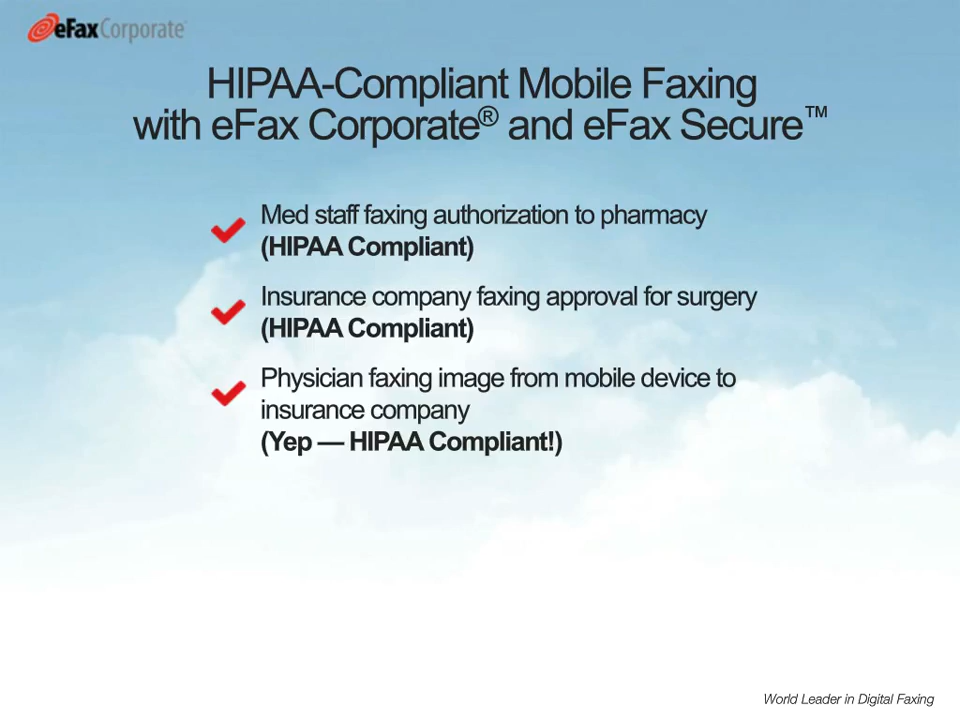 eFax Corporate®
HIPAA-Compliant Mobile Faxing
with eFax Corporate® and eFax Secure™
Med staff faxing authorization to pharmacy
(HIPAA Compliant)
Insurance company faxing approval for surgery
(HIPAA Compliant)
Physician faxing image from mobile device to
insurance company
(Yep — HIPAA Compliant!)
World Leader in Digital Faxing